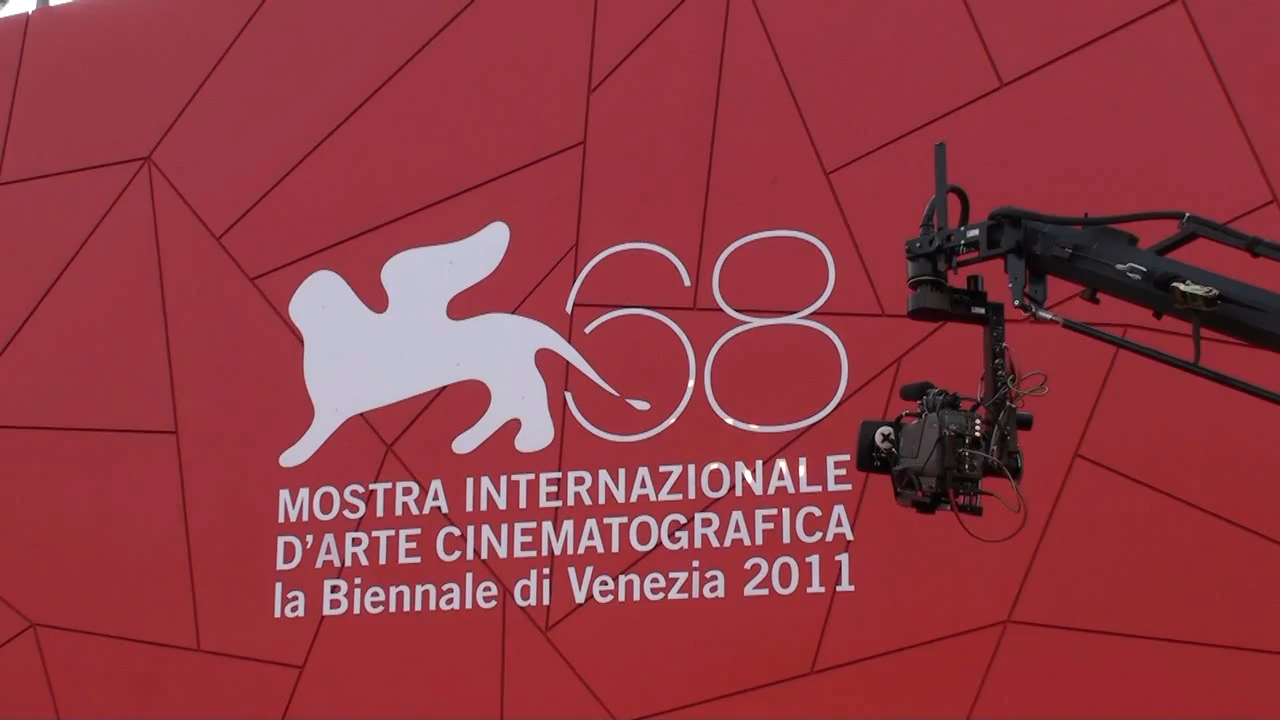 68
MOSTRA INTERNAZIONALE
D'ARTE CINEMATOGRAFICA
la Biennale di Venezia 2011